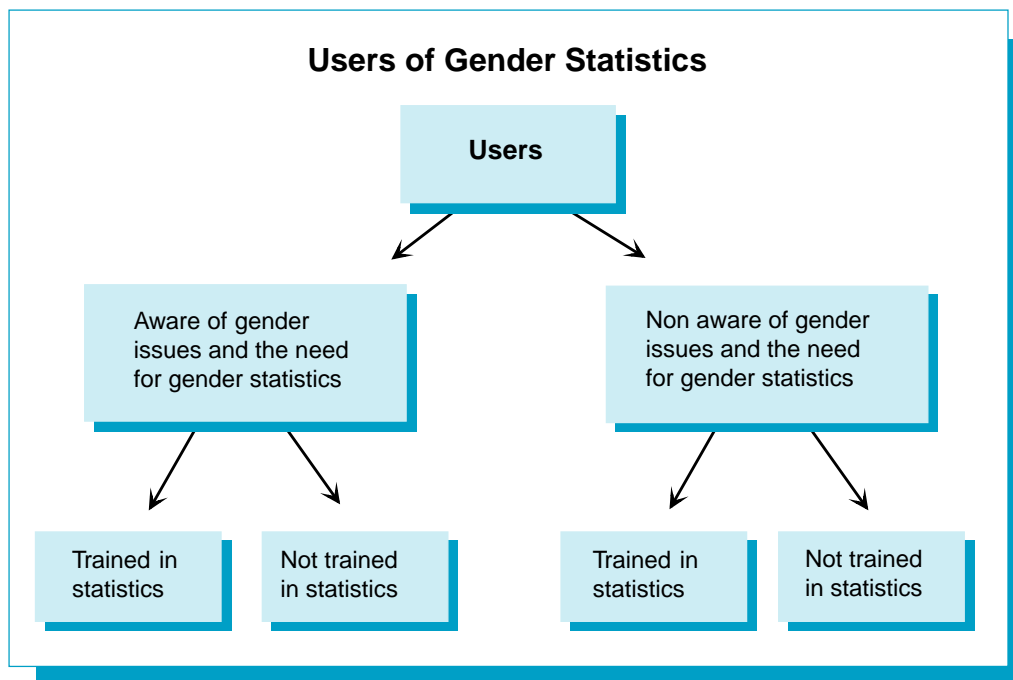 Users of Gender Statistics
Users
Aware of gender
issues and the need
for gender statistics
Non aware of gender
issues and the need
for gender statistics
Trained in
statistics
Not trained
in statistics
Trained in
statistics
Not trained
in statistics